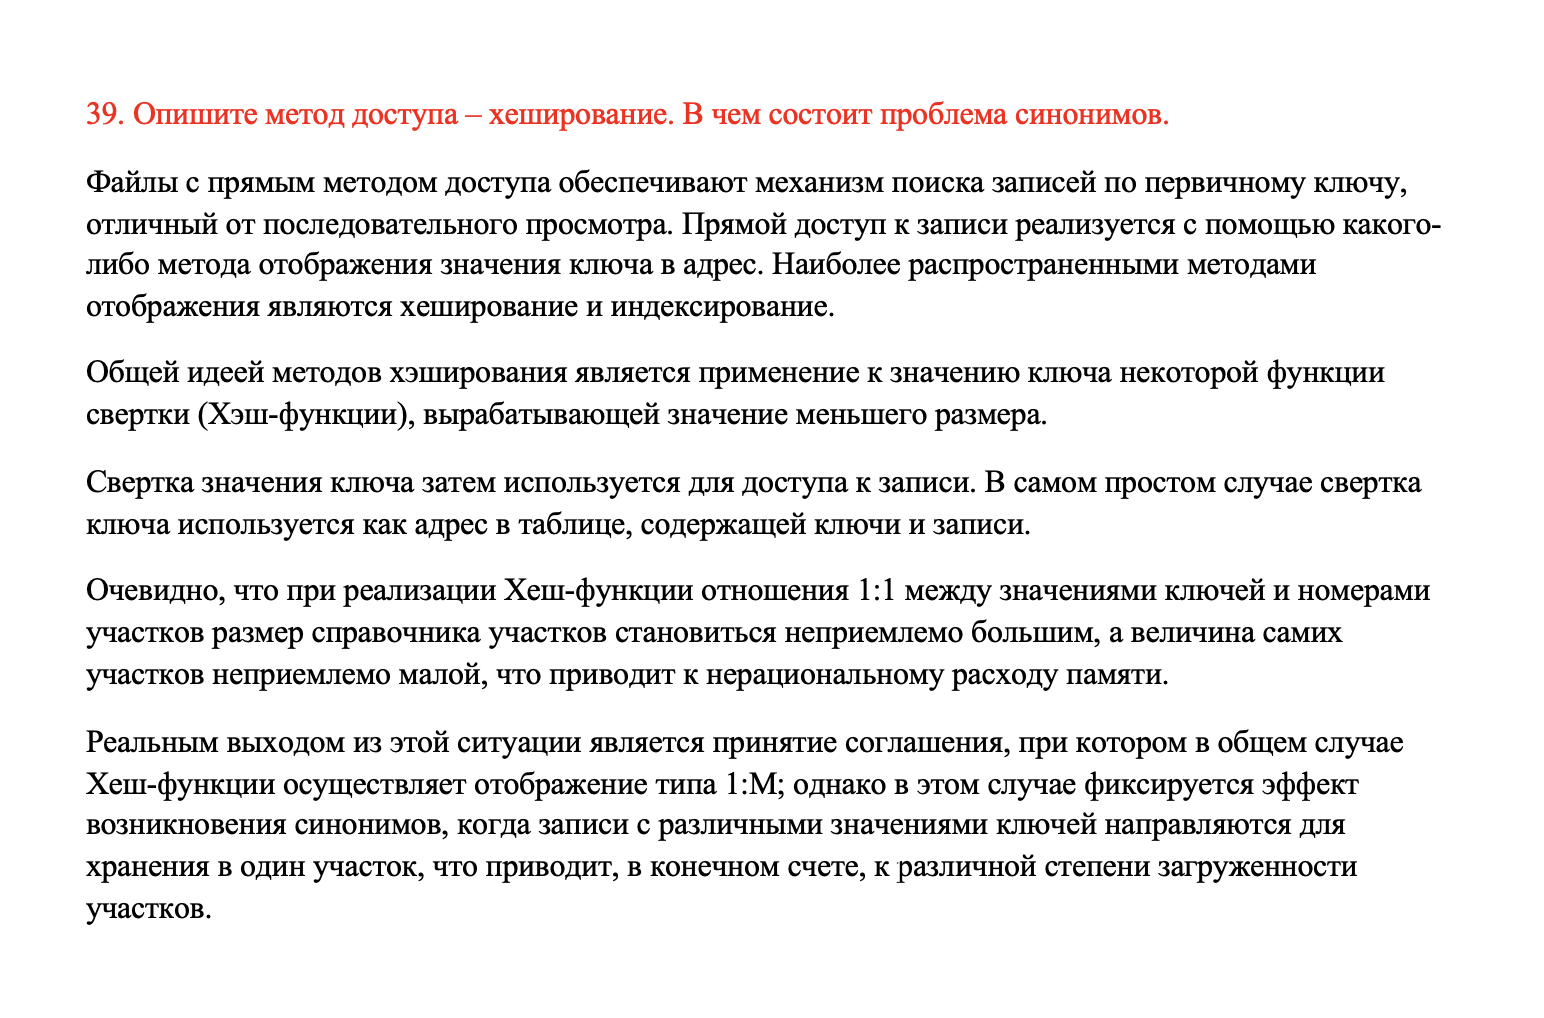 39. Опишите метод доступа – хеширование. В чем состоит проблема синонимов.
Файлы с прямым методом доступа обеспечивают механизм поиска записей по первичному ключу,
отличный от последовательного просмотра. Прямой доступ к записи реализуется с помощью какого-
либо метода отображения значения ключа в адрес. Наиболее распространенными методами
отображения являются хеширование и индексирование.
Общей идеей методов хэширования является применение к значению ключа некоторой функции
свертки (Хэш-функции), вырабатывающей значение меньшего размера.
Свертка значения ключа затем используется для доступа к записи. В самом простом случае свертка
ключа используется как адрес в таблице, содержащей ключи и записи.
Очевидно, что при реализации Хеш-функции отношения 1:1 между значениями ключей и номерами
участков размер справочника участков становиться неприемлемо большим, а величина самих
участков неприемлемо малой, что приводит к нерациональному расходу памяти.
Реальным выходом из этой ситуации является принятие соглашения, при котором в общем случае
Хеш-функции осуществляет отображение типа 1:М; однако в этом случае фиксируется эффект
возникновения синонимов, когда записи с различными значениями ключей направляются для
хранения в один участок, что приводит, в конечном счете, к различной степени загруженности
участков.